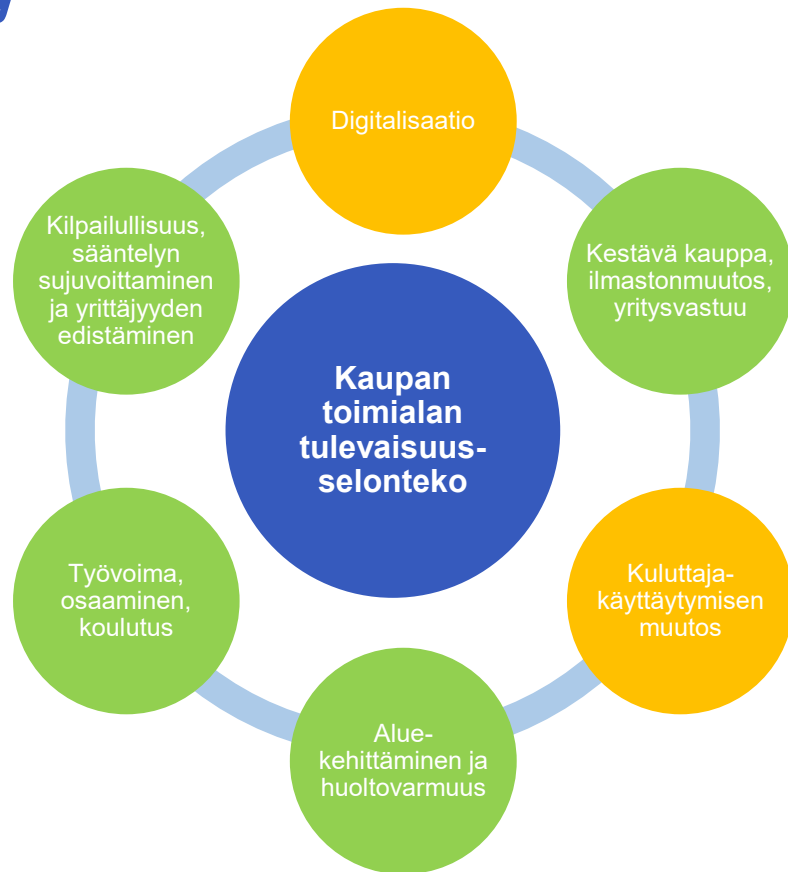 Digitalisaatio
Kestävä kauppa,
ilmastonmuutos,
yritysvastuu
Kuluttaja-
käyttäytymisen
muutos
Alue-
kehittäminen ja
huoltovarmuus
Työvoima,
osaaminen,
koulutus
Kilpailullisuus,
sääntelyn
sujuvoittaminen
ja yrittäjyyden
edistäminen
Kaupan
toimialan
tulevaisuus-
selonteko